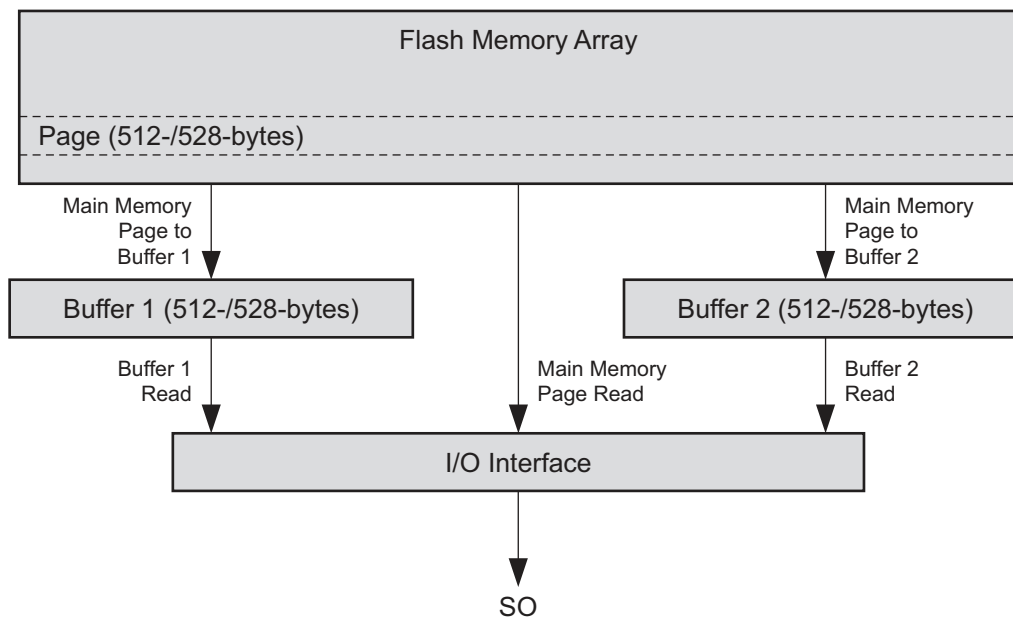 Flash Memory Array
Page (512-/528-bytes)
Main Memory
Page to
Buffer 1
Main Memory
Page to
Buffer 2
Buffer 1 (512-/528-bytes)
Buffer 2 (512-/528-bytes)
Buffer 1
Read
Main Memory
Page Read
Buffer 2
Read
I/O Interface
SO